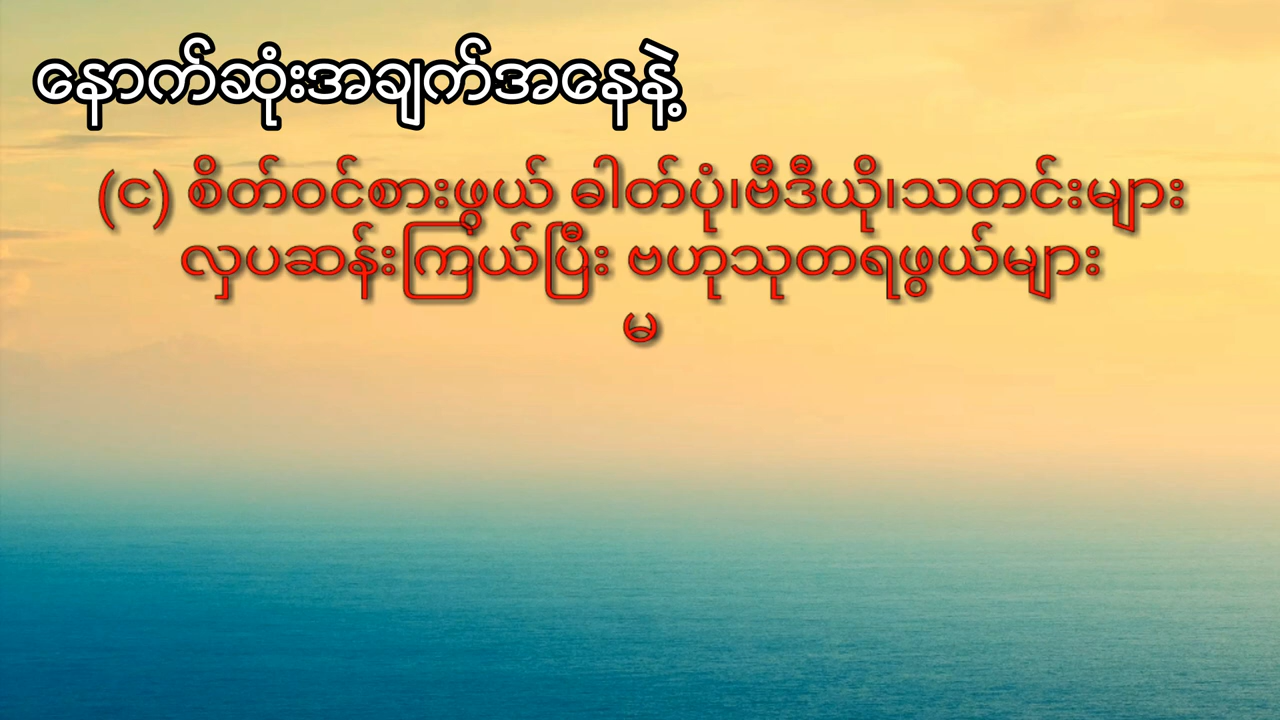 နောက်ဆုံးအချက်အနေနဲ့
(င) စိတ်ဝင်စားဖွယ် ဓါတ်ပုံ၊ဗီဒီယို၊သတင်းများ
လှပဆန်းကြယ်ပြီး ဗဟုသုတရဖွယ်များ
မ